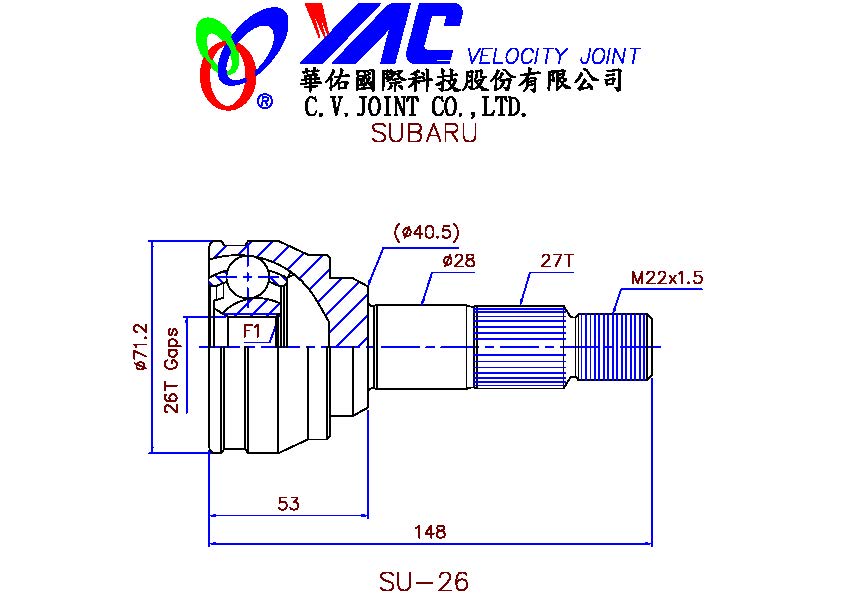 YAC VELOCITY JOINT
®
華佑國際科技股份有限公司
C.V.JOINT CO.,LTD.
SUBARU
(ø40.5)
ø28
27T
M22x1.5
ø71.2
26T Gaps
F1
53
148
SU-26